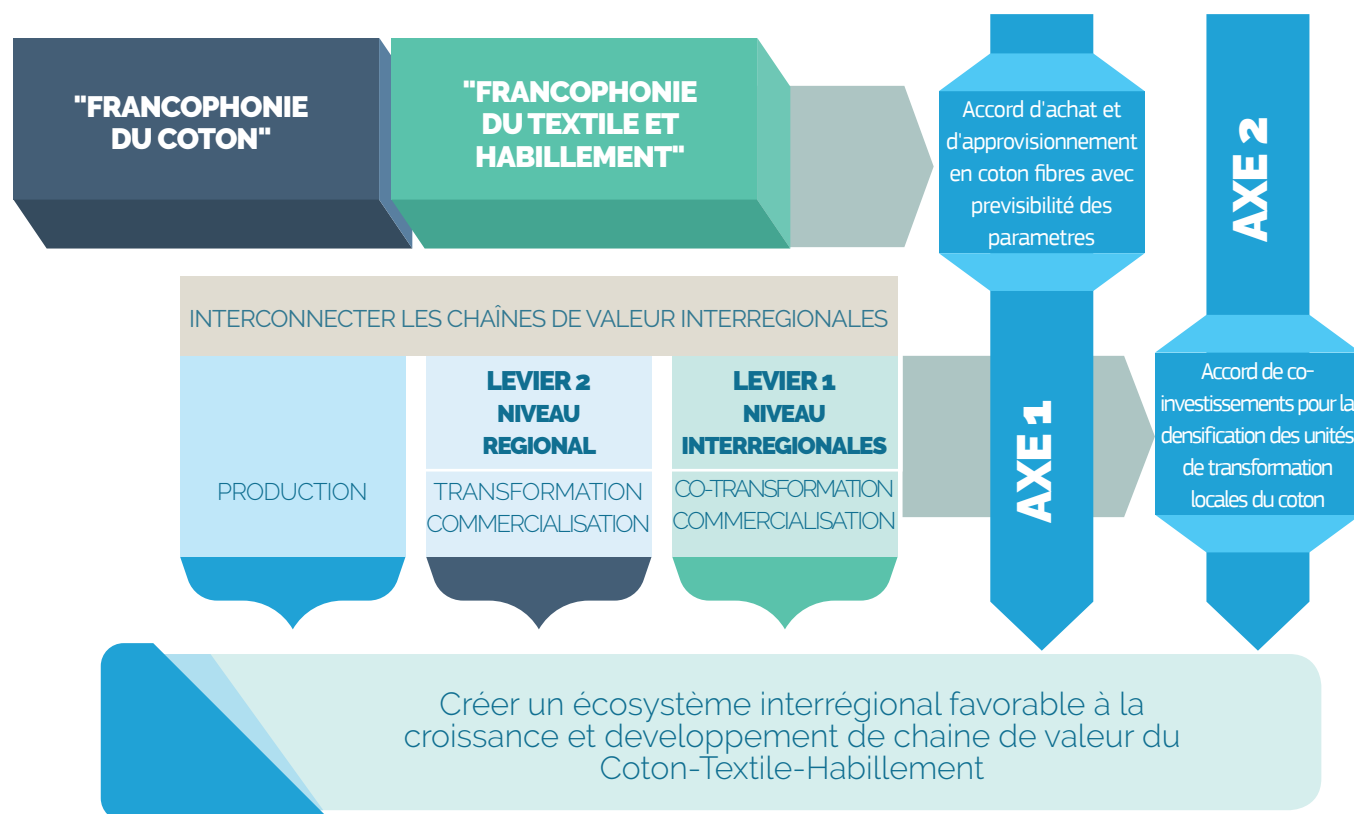 "FRANCOPHONIE
DU COTON"
"FRANCOPHONIE
DU TEXTILE ET
HABILLEMENT"
Accord d'achat et
d'approvisionnement
en coton fibres avec
previsibilité des
parametres
AXE 2
INTERCONNECTER LES CHAÎNES DE VALEUR INTERREGIONALES
PRODUCTION
LEVIER 2
NIVEAU
REGIONAL
TRANSFORMATION
COMMERCIALISATION
LEVIER 1
NIVEAU
INTERREGIONALES
CO-TRANSFORMATION
COMMERCIALISATION
AXE 1
Accord de co-
investissements pour la
densification des unités
de transformation
locales du coton
Créer un écosystème interrégional favorable à la
croissance et developpement de chaine de valeur du
Coton-Textile-Habillement